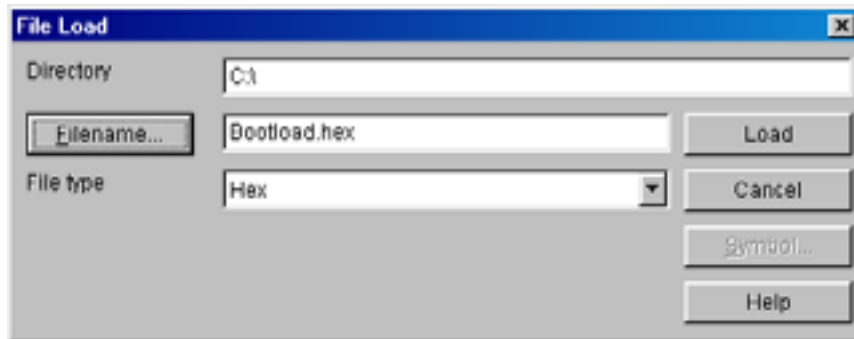 File Load
Directory
C:\
Filename...
Bootload.hex
Load
File type
Hex
Cancel
Symbol...
Help